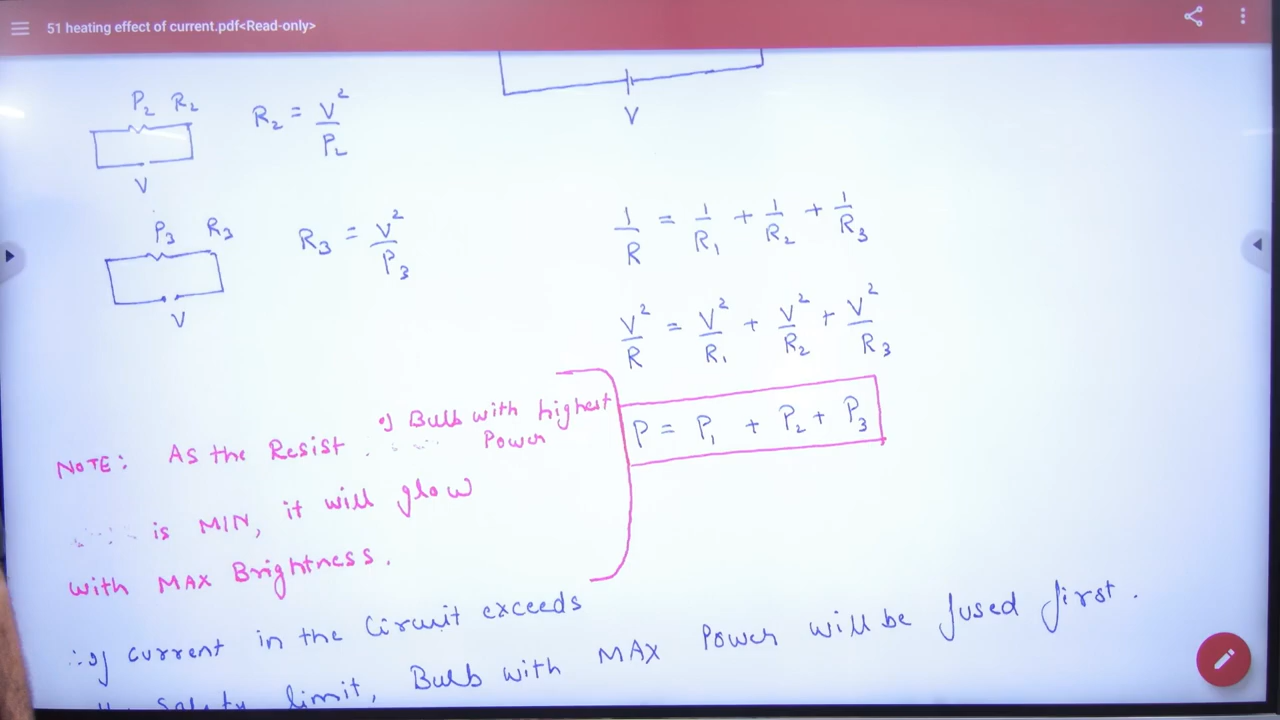 51 heating effect of current.pdf<Read-only>
P₂ R₂
R₂ = V²/P₂
V
V
P₃ R₃
R₃ = V²/P₃
V
1/R = 1/R₁ + 1/R₂ + 1/R₃
V²/R = V²/R₁ + V²/R₂ + V²/R₃
P = P₁ + P₂ + P₃
NOTE: As the Resist. of Bulb with highest Power
is MIN, it will glow
with MAX Brightness.
∴ If current in the Circuit exceeds
safety limit, Bulb with MAX Power will be fused first.